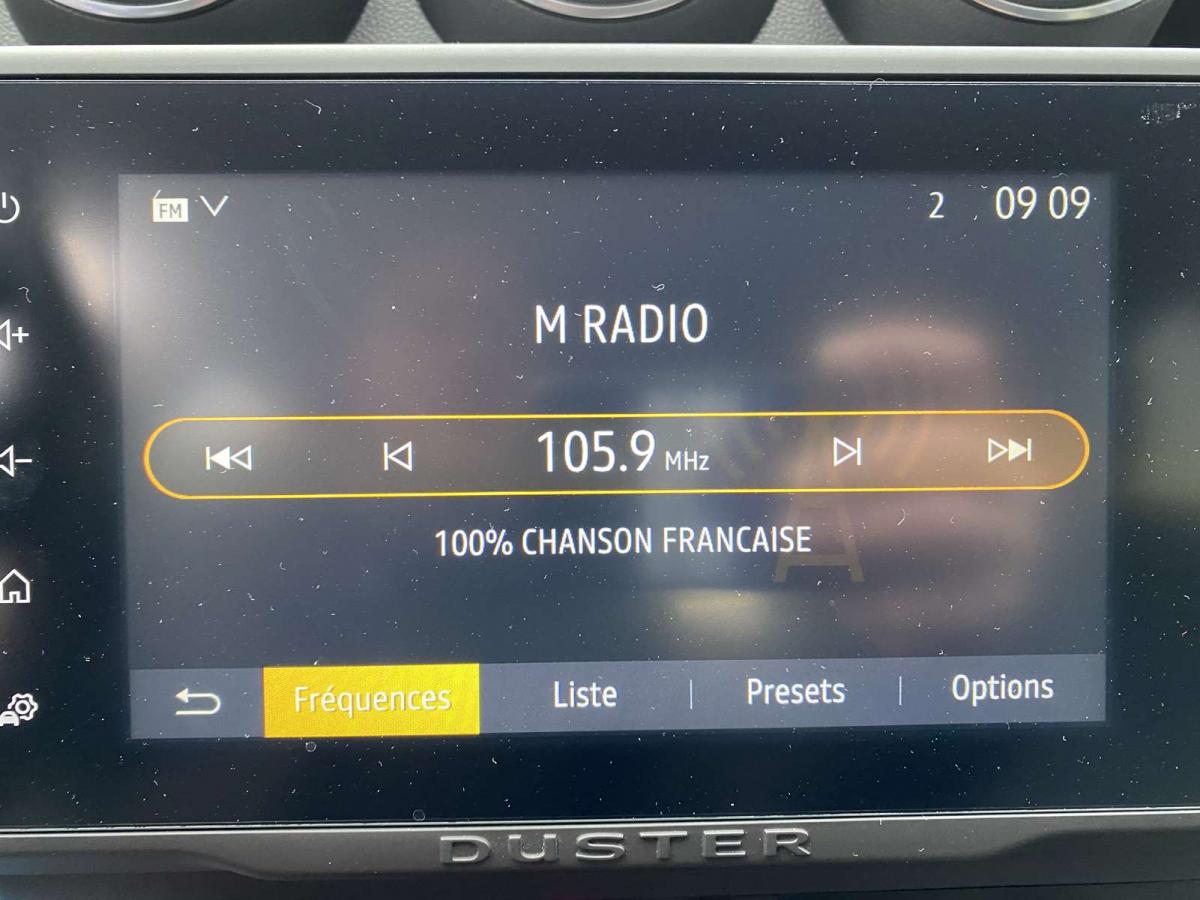 FM 2 09 09
M RADIO
105.9 MHz
100% CHANSON FRANCAISE
Fréquences Liste Presets Options
DUSTER